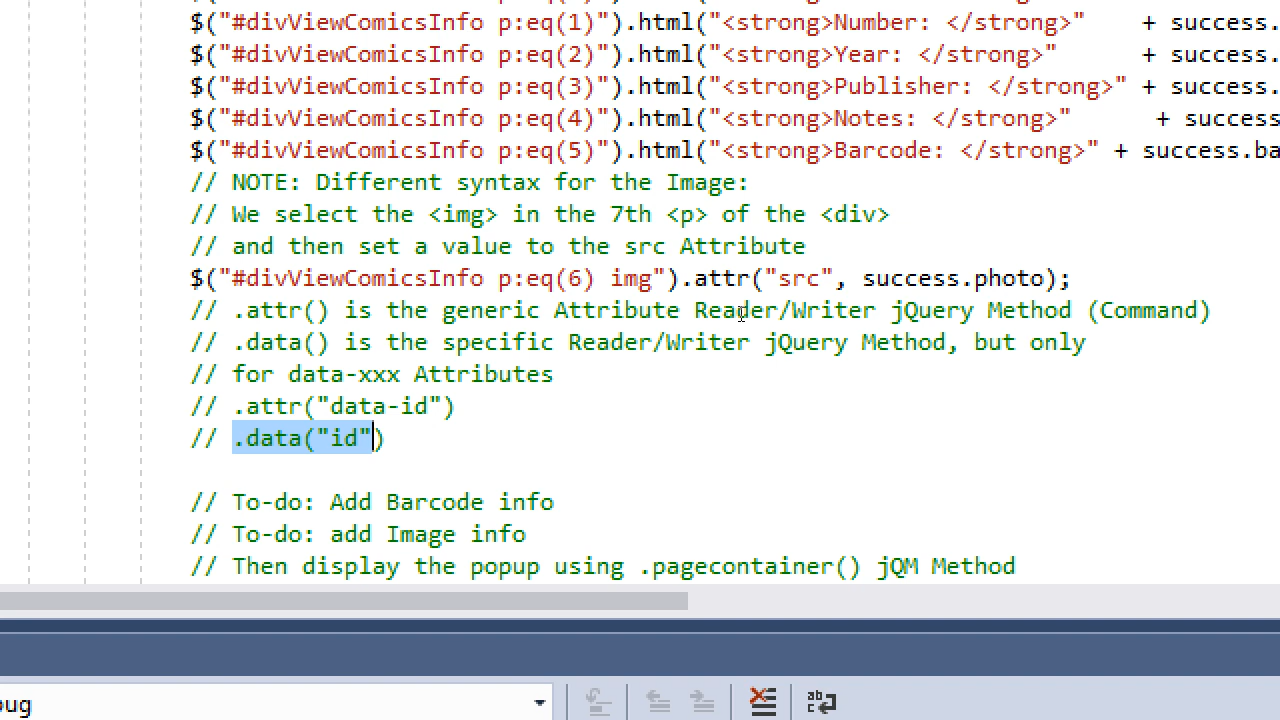 $("#divViewComicsInfo p:eq(1)").html("<strong>Number: </strong>"    + success.
$("#divViewComicsInfo p:eq(2)").html("<strong>Year: </strong>"      + success.
$("#divViewComicsInfo p:eq(3)").html("<strong>Publisher: </strong>" + success.
$("#divViewComicsInfo p:eq(4)").html("<strong>Notes: </strong>"      + success
$("#divViewComicsInfo p:eq(5)").html("<strong>Barcode: </strong>" + success.ba
// NOTE: Different syntax for the Image:
// We select the <img> in the 7th <p> of the <div>
// and then set a value to the src Attribute
$("#divViewComicsInfo p:eq(6) img").attr("src", success.photo);
// .attr() is the generic Attribute Reader/Writer jQuery Method (Command)
// .data() is the specific Reader/Writer jQuery Method, but only
// for data-xxx Attributes
// .attr("data-id")
// .data("id")
// To-do: Add Barcode info
// To-do: add Image info
// Then display the popup using .pagecontainer() jQM Method
ug